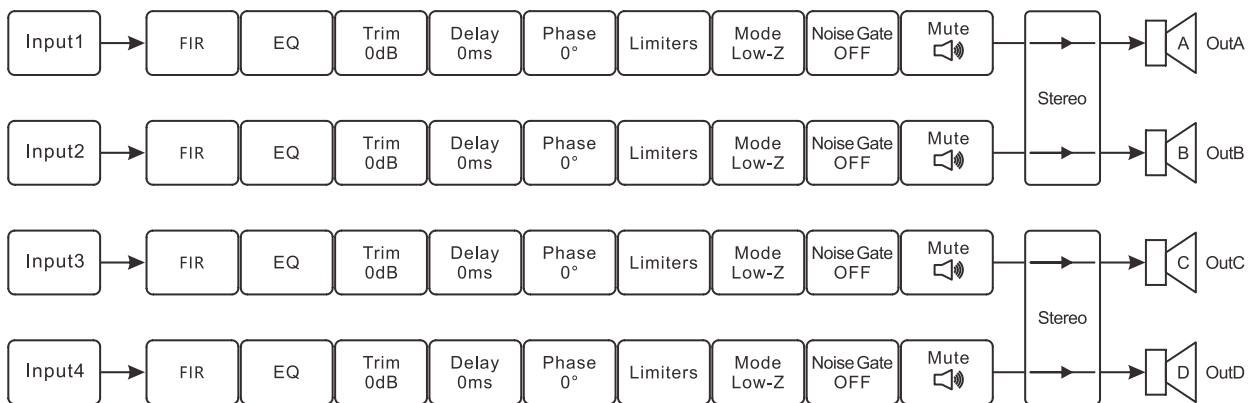 Input1 FIR EQ Trim 0dB Delay 0ms Phase 0° Limiters Mode Low-Z Noise Gate OFF Mute A OutA
Stereo
Input2 FIR EQ Trim 0dB Delay 0ms Phase 0° Limiters Mode Low-Z Noise Gate OFF Mute B OutB
Input3 FIR EQ Trim 0dB Delay 0ms Phase 0° Limiters Mode Low-Z Noise Gate OFF Mute C OutC
Stereo
Input4 FIR EQ Trim 0dB Delay 0ms Phase 0° Limiters Mode Low-Z Noise Gate OFF Mute D OutD